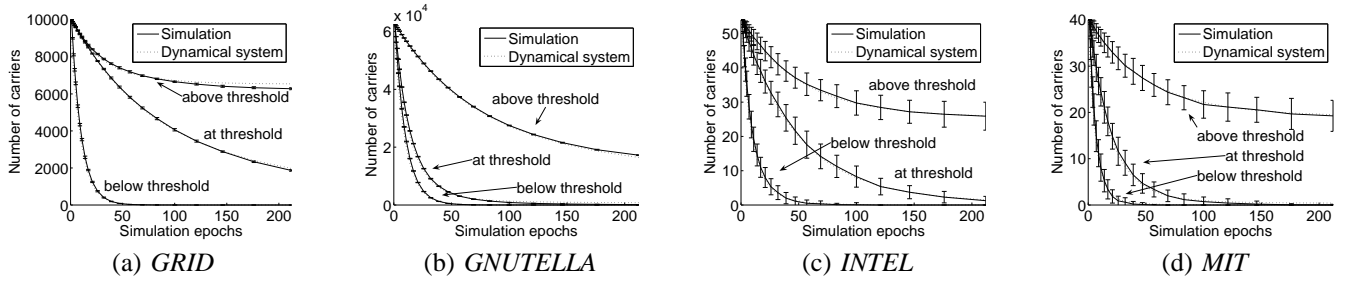 Number of carriers
10000
8000
6000
4000
2000
0
Simulation
Dynamical system
above threshold
at threshold
below threshold
0 50 100 150 200
Simulation epochs
(a) GRID
Number of carriers
x 10^4
6
4
2
0
Simulation
Dynamical system
above threshold
at threshold
below threshold
0 50 100 150 200
Simulation epochs
(b) GNUTELLA
Number of carriers
50
40
30
20
10
0
Simulation
Dynamical system
above threshold
below threshold
at threshold
0 50 100 150 200
Simulation epochs
(c) INTEL
Number of carriers
40
30
20
10
0
Simulation
Dynamical system
above threshold
at threshold
below threshold
0 50 100 150 200
Simulation epochs
(d) MIT